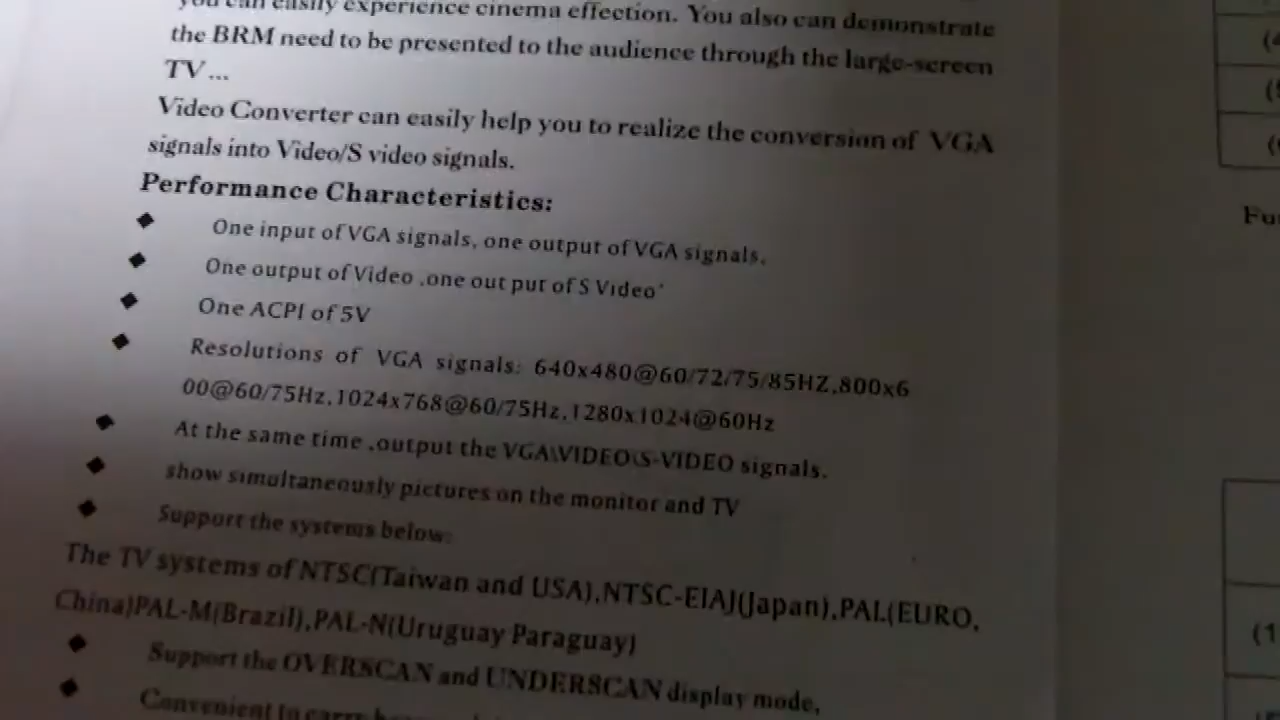 you can easily experience cinema effection. You also can demonstrate
the BRM need to be presented to the audience through the large-screen
TV...
Video Converter can easily help you to realize the conversion of VGA
signals into Video/S video signals.
Performance Characteristics:
One input of VGA signals, one output of VGA signals,
One output of Video ,one out put of S Video'
One ACPI of 5V
Resolutions of VGA signals: 640x480@60/72/75/85HZ,800x6
00@60/75Hz,1024x768@60/75Hz,1280x1024@60Hz
At the same time ,output the VGA\VIDEO\S-VIDEO signals.
show simultaneously pictures on the monitor and TV
Support the systems below:
The TV systems of NTSC(Taiwan and USA),NTSC-EIAJ(Japan),PAL(EURO,
China)PAL-M(Brazil),PAL-N(Uruguay Paraguay)
Support the OVERSCAN and UNDERSCAN display mode,
Convenient to carry